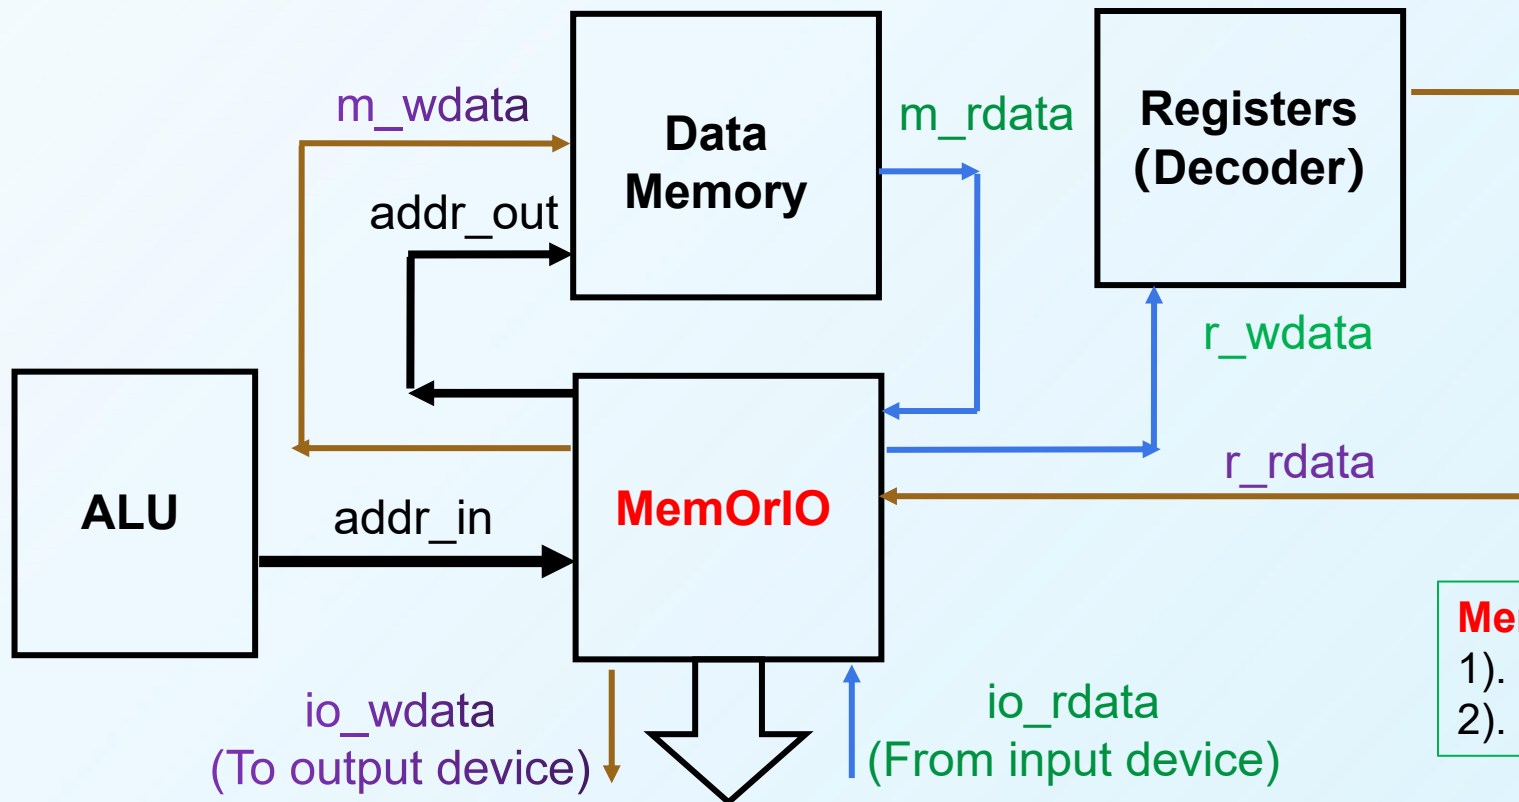 m_wdata
Data
Memory
m_rdata
Registers
(Decoder)
addr_out
r_wdata
ALU
addr_in
MemOrIO
r_rdata
io_wdata
(To output device)
io_rdata
(From input device)
1).
2).